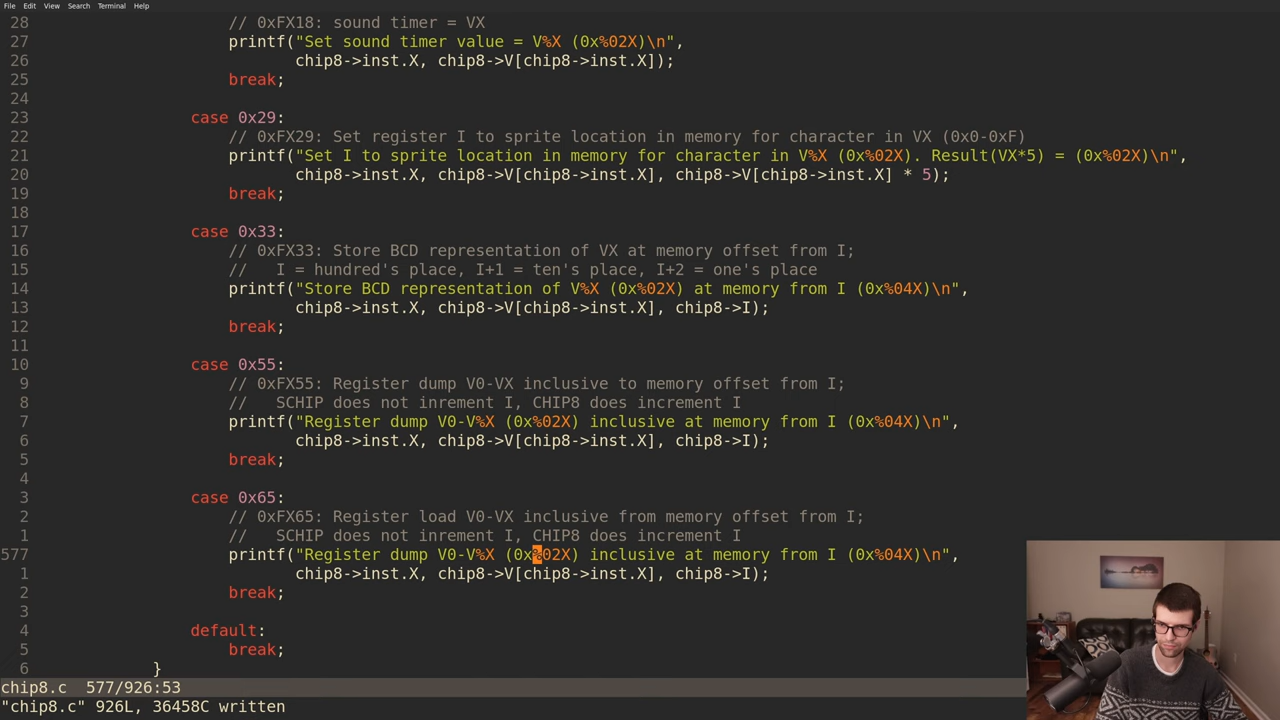 File Edit View Search Terminal Help
28 // 0xFX18: sound timer = VX
27 printf("Set sound timer value = V%X (0x%02X)\n",
26 chip8->inst.X, chip8->V[chip8->inst.X]);
25 break;
24
23 case 0x29:
22 // 0xFX29: Set register I to sprite location in memory for character in VX (0x0-0xF)
21 printf("Set I to sprite location in memory for character in V%X (0x%02X). Result(VX*5) = (0x%02X)\n",
20 chip8->inst.X, chip8->V[chip8->inst.X], chip8->V[chip8->inst.X] * 5);
19 break;
18
17 case 0x33:
16 // 0xFX33: Store BCD representation of VX at memory offset from I;
15 // I = hundred's place, I+1 = ten's place, I+2 = one's place
14 printf("Store BCD representation of V%X (0x%02X) at memory from I (0x%04X)\n",
13 chip8->inst.X, chip8->V[chip8->inst.X], chip8->I);
12 break;
11
10 case 0x55:
9 // 0xFX55: Register dump V0-VX inclusive to memory offset from I;
8 // SCHIP does not inrement I, CHIP8 does increment I
7 printf("Register dump V0-V%X (0x%02X) inclusive at memory from I (0x%04X)\n",
6 chip8->inst.X, chip8->V[chip8->inst.X], chip8->I);
5 break;
4
3 case 0x65:
2 // 0xFX65: Register load V0-VX inclusive from memory offset from I;
1 // SCHIP does not inrement I, CHIP8 does increment I
577 printf("Register dump V0-V%X (0x%02X) inclusive at memory from I (0x%04X)\n",
1 chip8->inst.X, chip8->V[chip8->inst.X], chip8->I);
2 break;
3
4 default:
5 break;
6 }
chip8.c 577/926:53
"chip8.c" 926L, 36458C written